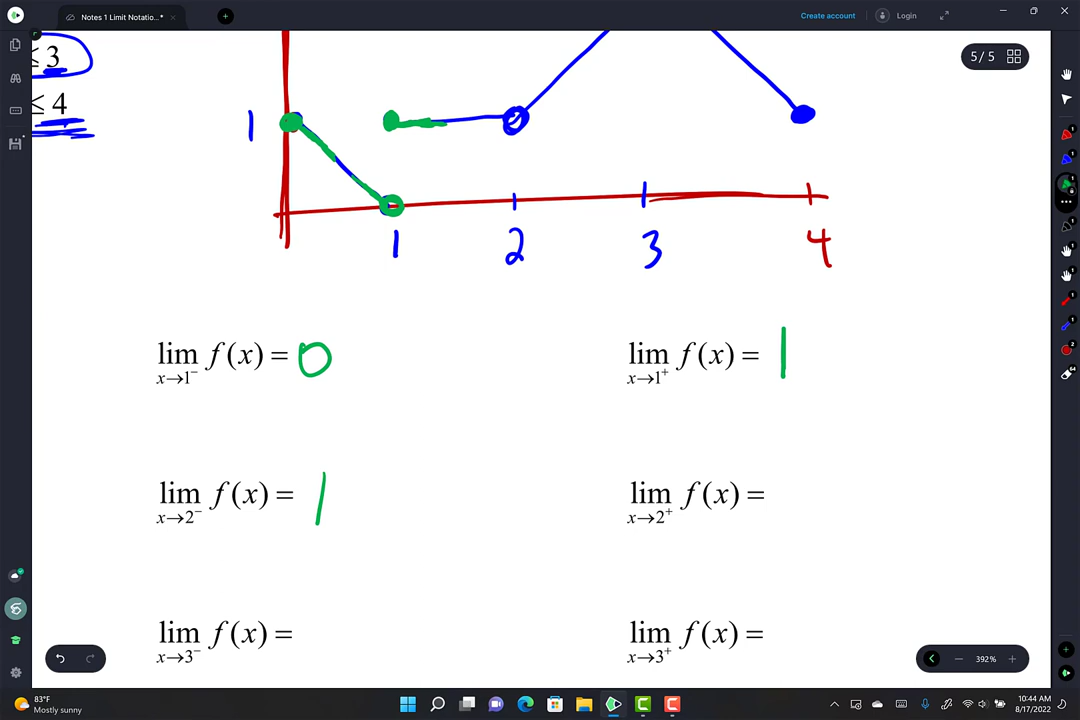 Notes 1 Limit Notatio...*
Create account
Login
≤ 3
≤ 4
5/5
1
1 2 3 4
lim x→1⁻ f(x) = 0
lim x→1⁺ f(x) = 1
lim x→2⁻ f(x) = 1
lim x→2⁺ f(x) =
lim x→3⁻ f(x) =
lim x→3⁺ f(x) =
392%
83°F
Mostly sunny
10:44 AM
8/17/2022